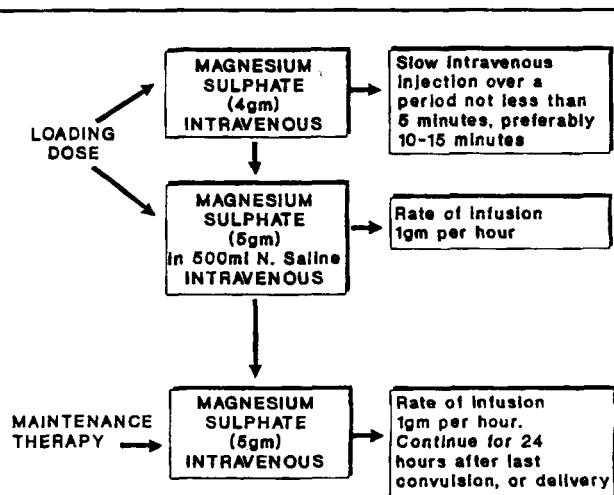 MAGNESIUM
SULPHATE
(4gm)
INTRAVENOUS
Slow intravenous
injection over a
period not less than
5 minutes, preferably
10-15 minutes
LOADING
DOSE
MAGNESIUM
SULPHATE
(5gm)
in 500ml N. Saline
INTRAVENOUS
Rate of infusion
1gm per hour
MAINTENANCE
THERAPY
MAGNESIUM
SULPHATE
(5gm)
INTRAVENOUS
Rate of infusion
1gm per hour.
Continue for 24
hours after last
convulsion, or delivery